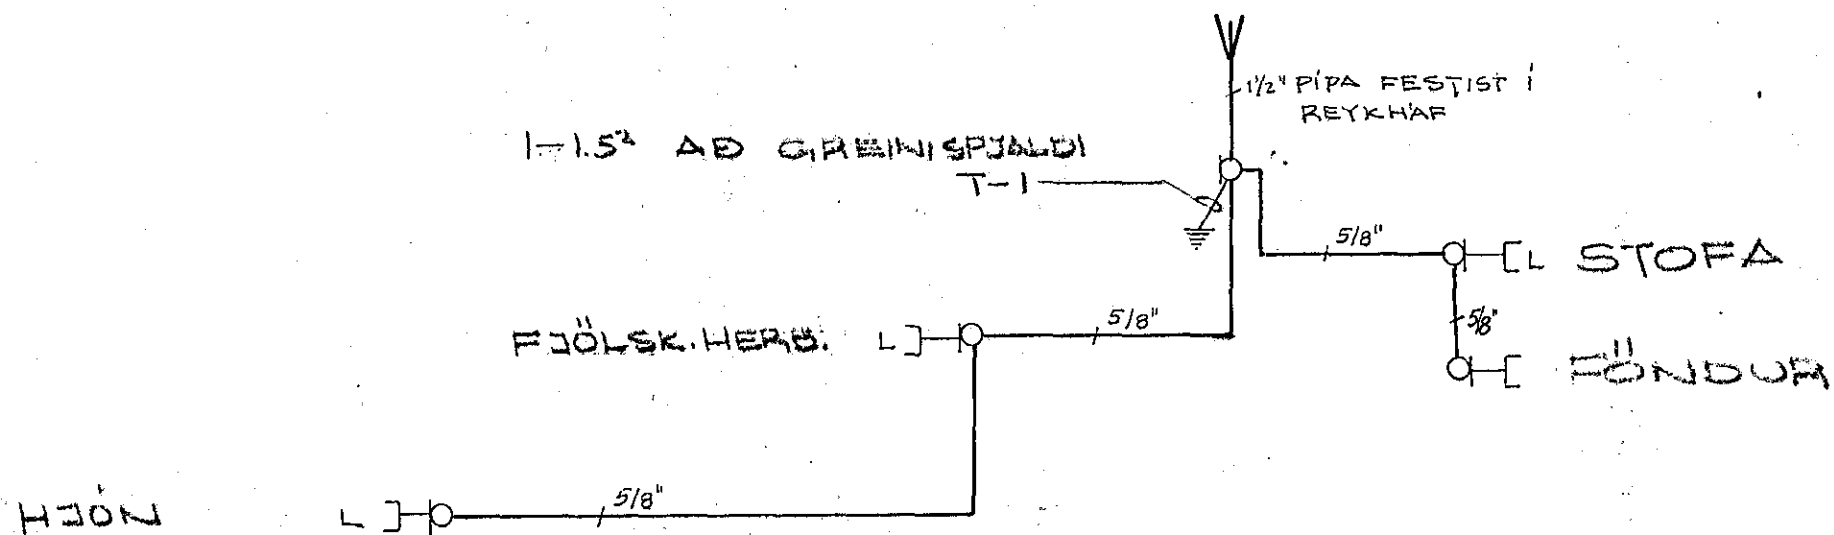 1½" PÍPA FESTIST Í
REYKHÁF
1-1.5² AÐ GREINISPJALDI
T-1
5/8"
L STOFA
FJÖLSK.HERB. L
5/8"
5/8"
FÖNDUR
HJÓN L
5/8"